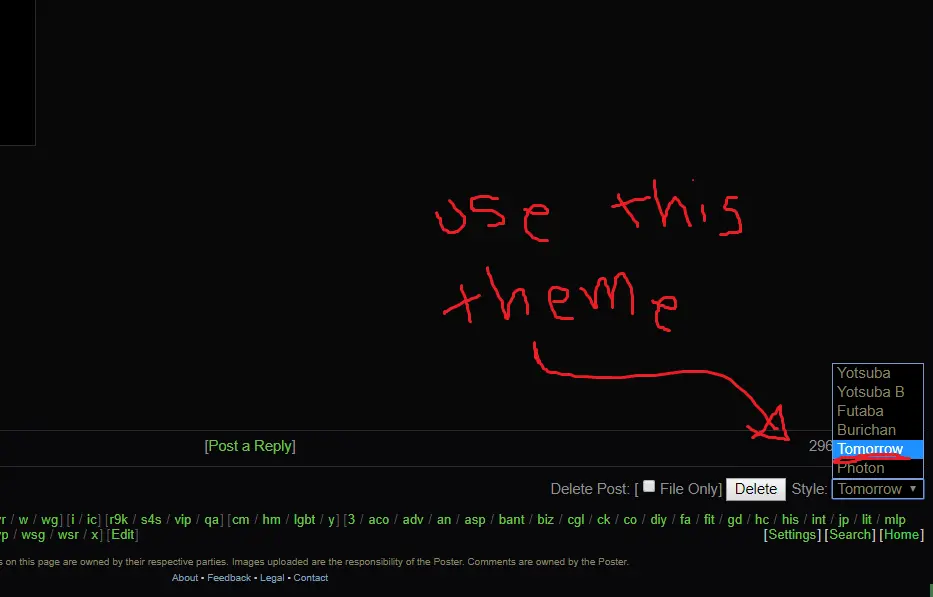 use this
theme
Yotsuba
Yotsuba B
Futaba
Burichan
Tomorrow
Photon
[Post a Reply]
296
Delete Post: [ File Only] Delete Style: Tomorrow
/ w / wg] [i / ic] [r9k / s4s / vip / qa] [cm / hm / lgbt / y] [3 / aco / adv / an / asp / bant / biz / cgl / ck / co / diy / fa / fit / gd / hc / his / int / jp / lit / mlp
/ wsg / wsr / x] [Edit]
[Settings] [Search] [Home]
s on this page are owned by their respective parties. Images uploaded are the responsibility of the Poster. Comments are owned by the Poster.
About • Feedback • Legal • Contact